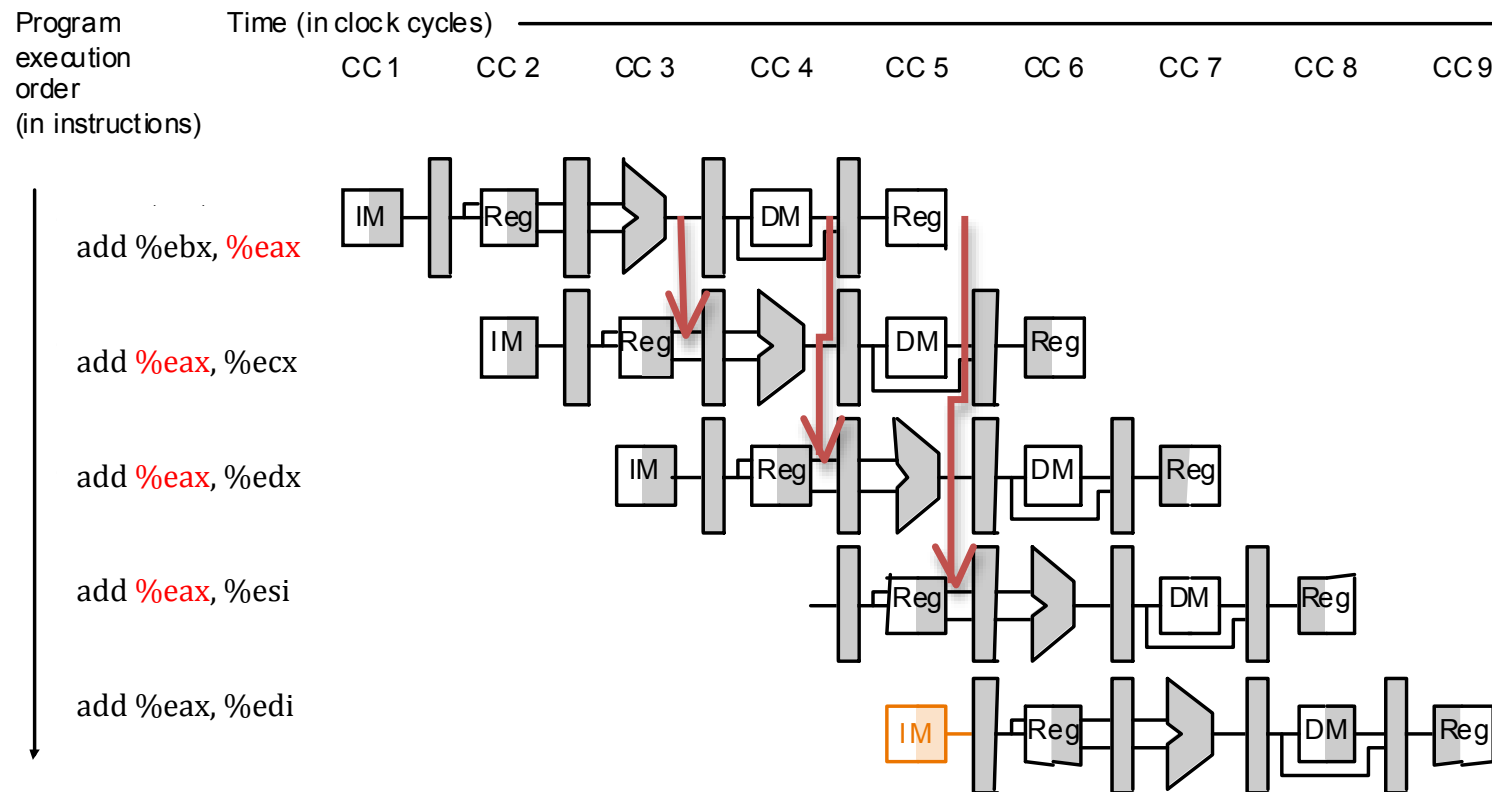 Program
execution
order
(in instructions)
Time (in clock cycles)
CC 1 CC 2 CC 3 CC 4 CC 5 CC 6 CC 7 CC 8 CC 9
add %ebx, %eax
IM Reg DM Reg
add %eax, %ecx
IM Reg DM Reg
add %eax, %edx
IM Reg DM Reg
add %eax, %esi
Reg DM Reg
add %eax, %edi
IM Reg DM Reg